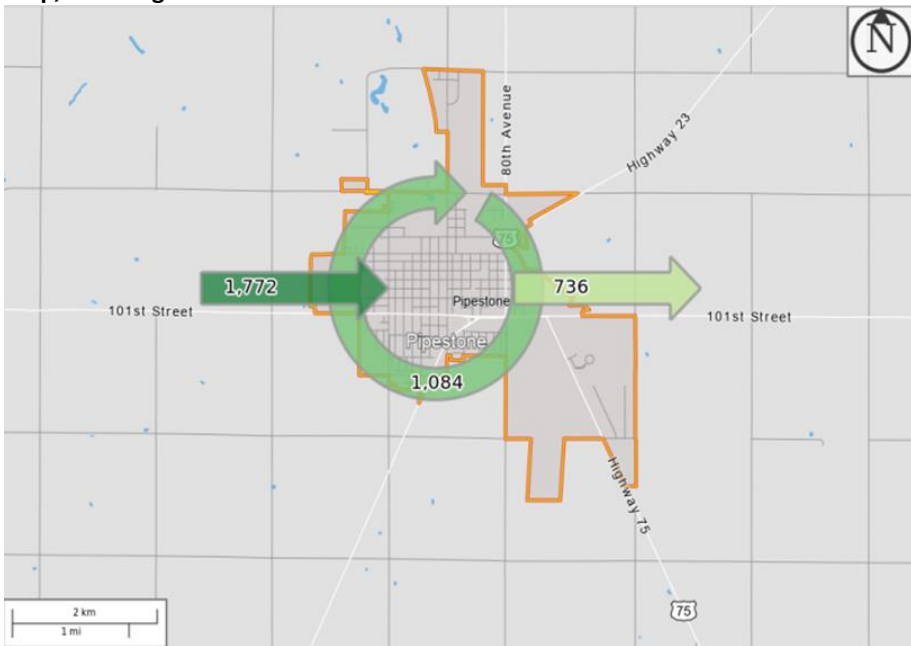 N
80th Avenue
Highway 23
75
1,772
736
Pipestone
101st Street
101st Street
Pipestone
1,084
Highway 75
75
2 km
1 mi